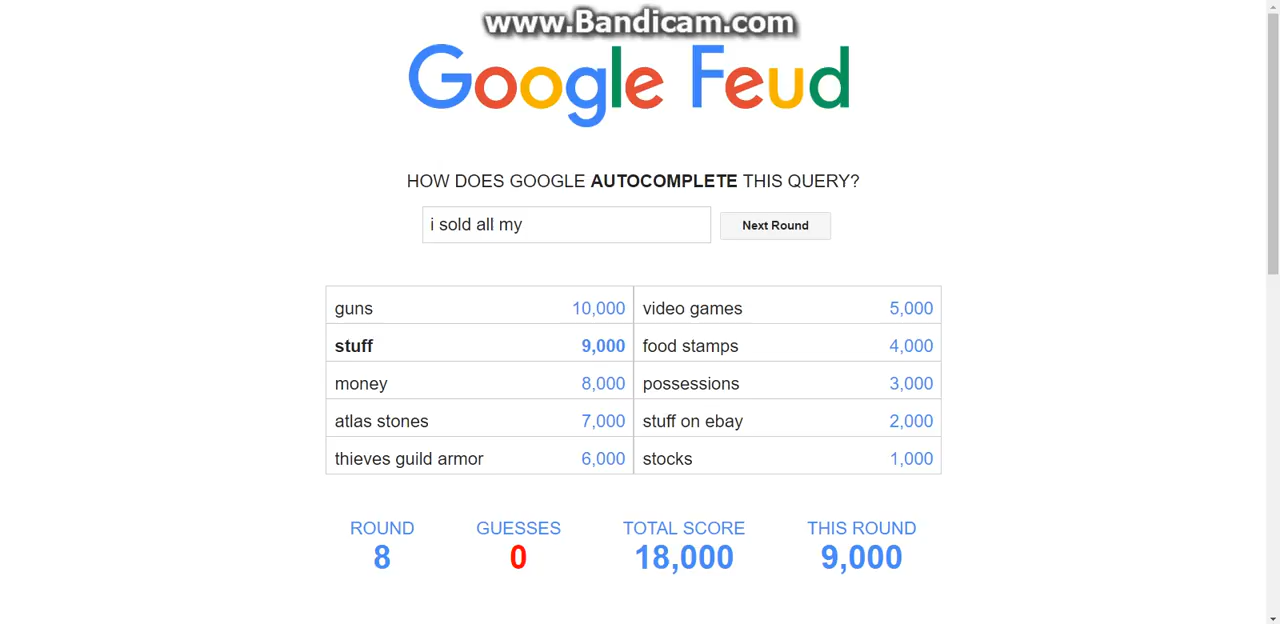 www.Bandicam.com
Google Feud
HOW DOES GOOGLE AUTOCOMPLETE THIS QUERY?
i sold all my
Next Round
guns 10,000 video games 5,000
stuff 9,000 food stamps 4,000
money 8,000 possessions 3,000
atlas stones 7,000 stuff on ebay 2,000
thieves guild armor 6,000 stocks 1,000
ROUND GUESSES TOTAL SCORE THIS ROUND
8 0 18,000 9,000